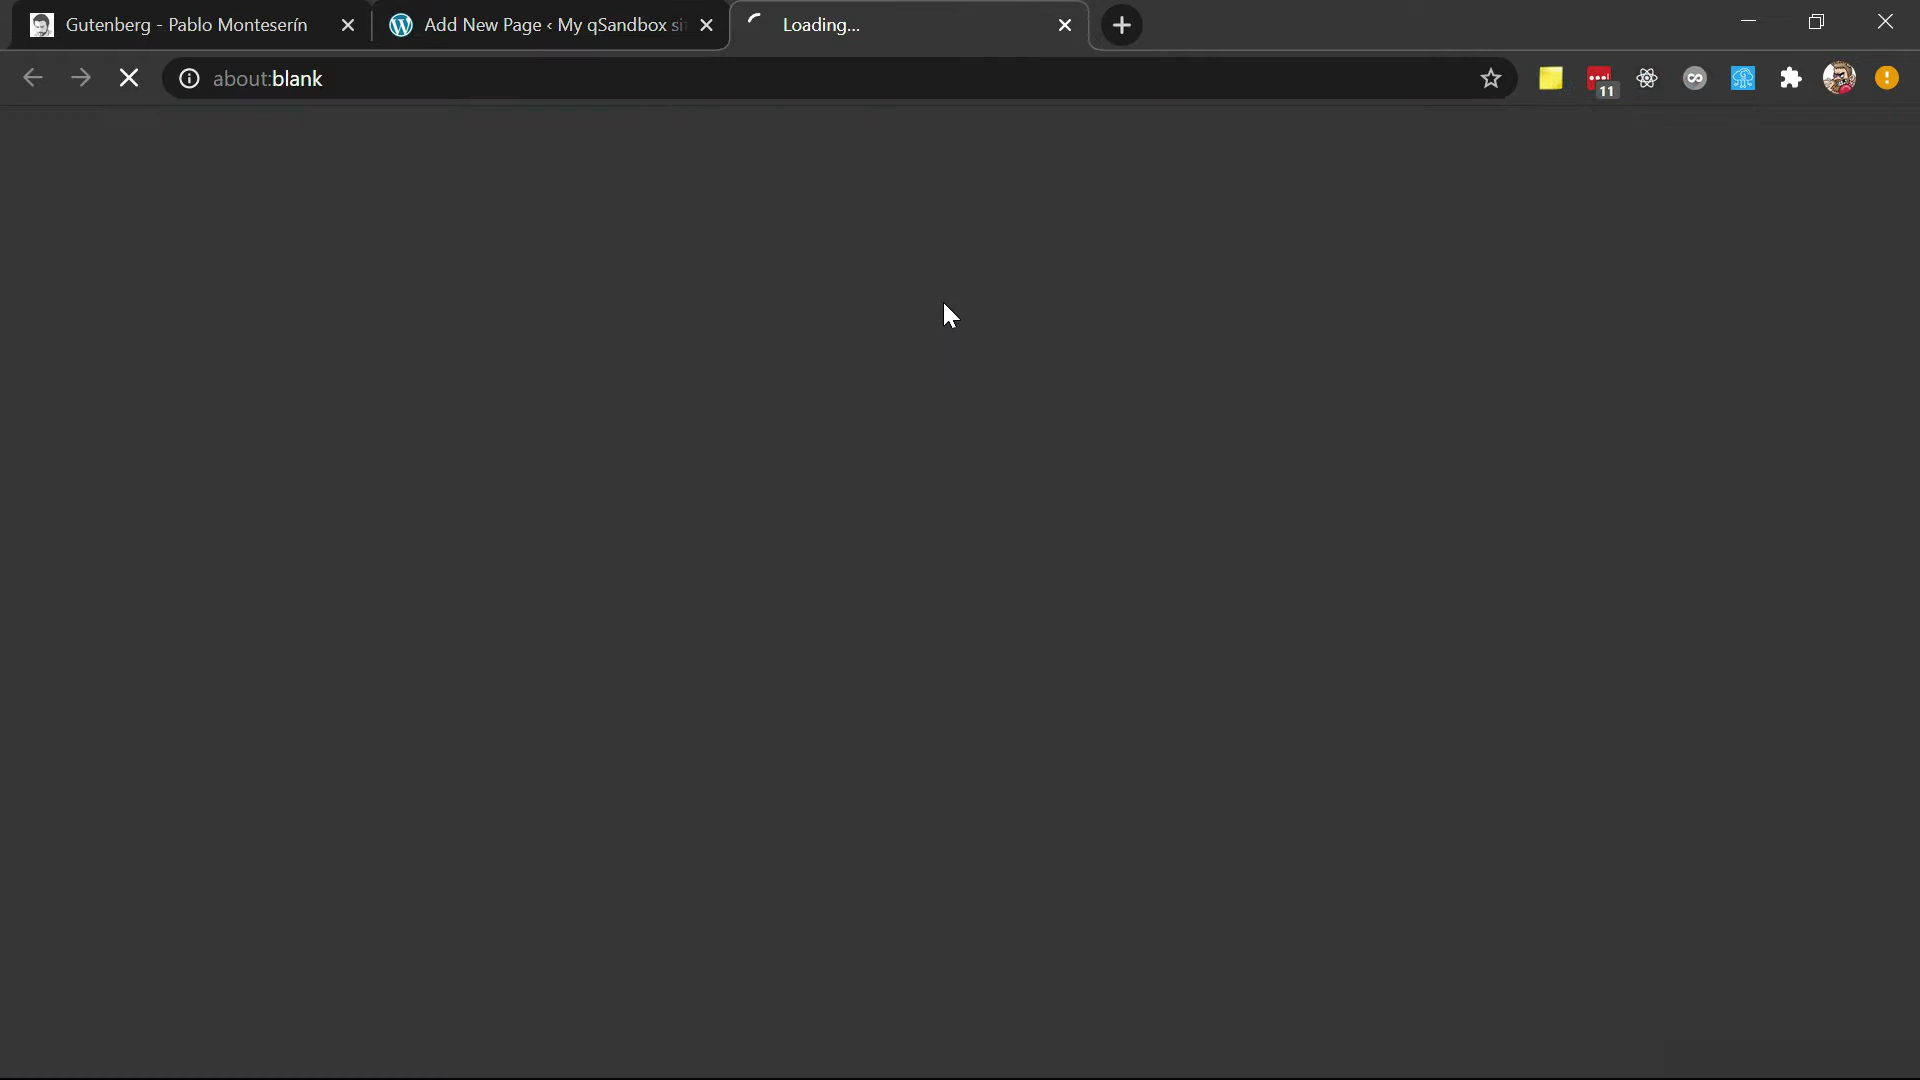 Gutenberg - Pablo Monteserín
Add New Page ‹ My qSandbox si
Loading...
about:blank
11